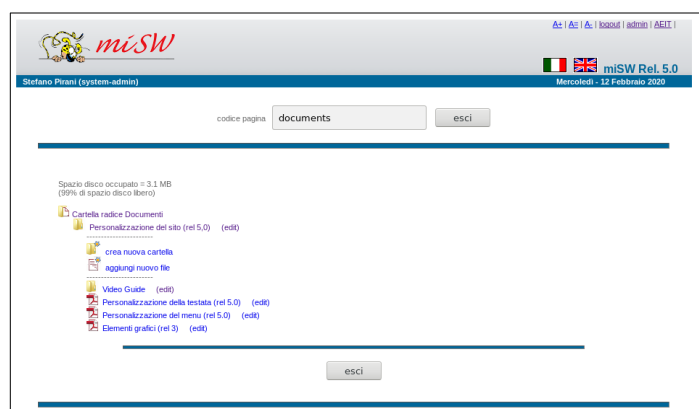 A+ | A= | A- | logout | admin | AEIT |
miSW
miSW Rel. 5.0
Stefano Pirani (system-admin) Mercoledì - 12 Febbraio 2020
codice pagina documents esci
Spazio disco occupato = 3.1 MB
(99% di spazio disco libero)
Cartella radice Documenti
Personalizzazione del sito (rel 5,0) (edit)
-----------------------
crea nuova cartella
aggiungi nuovo file
-----------------------
Video Guide (edit)
Personalizzazione della testata (rel 5.0) (edit)
Personalizzazione del menu (rel 5.0) (edit)
Elementi grafici (rel 3) (edit)
esci